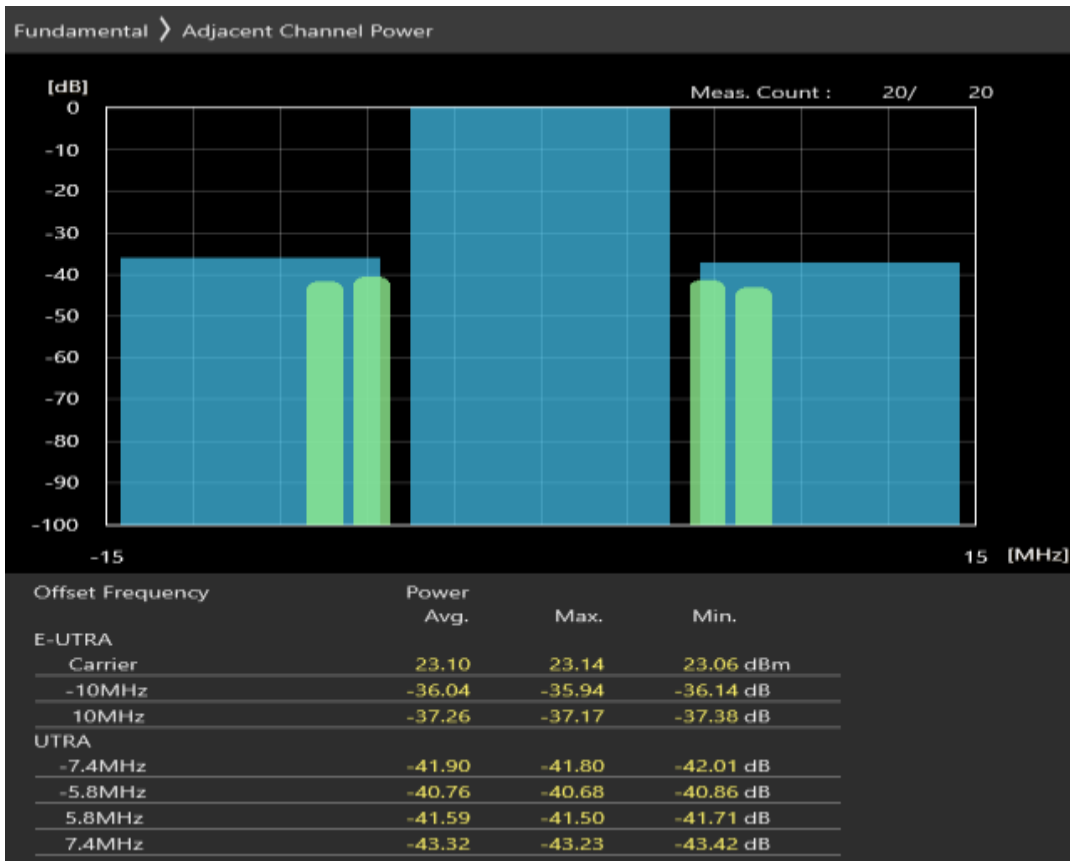 Fundamental 〉 Adjacent Channel Power
[dB]
Meas. Count : 20/ 20
0
-10
-20
-30
-40
-50
-60
-70
-80
-90
-100
-15 15 [MHz]
Offset Frequency Power
Avg. Max. Min.
E-UTRA
Carrier 23.10 23.14 23.06 dBm
-10MHz -36.04 -35.94 -36.14 dB
10MHz -37.26 -37.17 -37.38 dB
UTRA
-7.4MHz -41.90 -41.80 -42.01 dB
-5.8MHz -40.76 -40.68 -40.86 dB
5.8MHz -41.59 -41.50 -41.71 dB
7.4MHz -43.32 -43.23 -43.42 dB